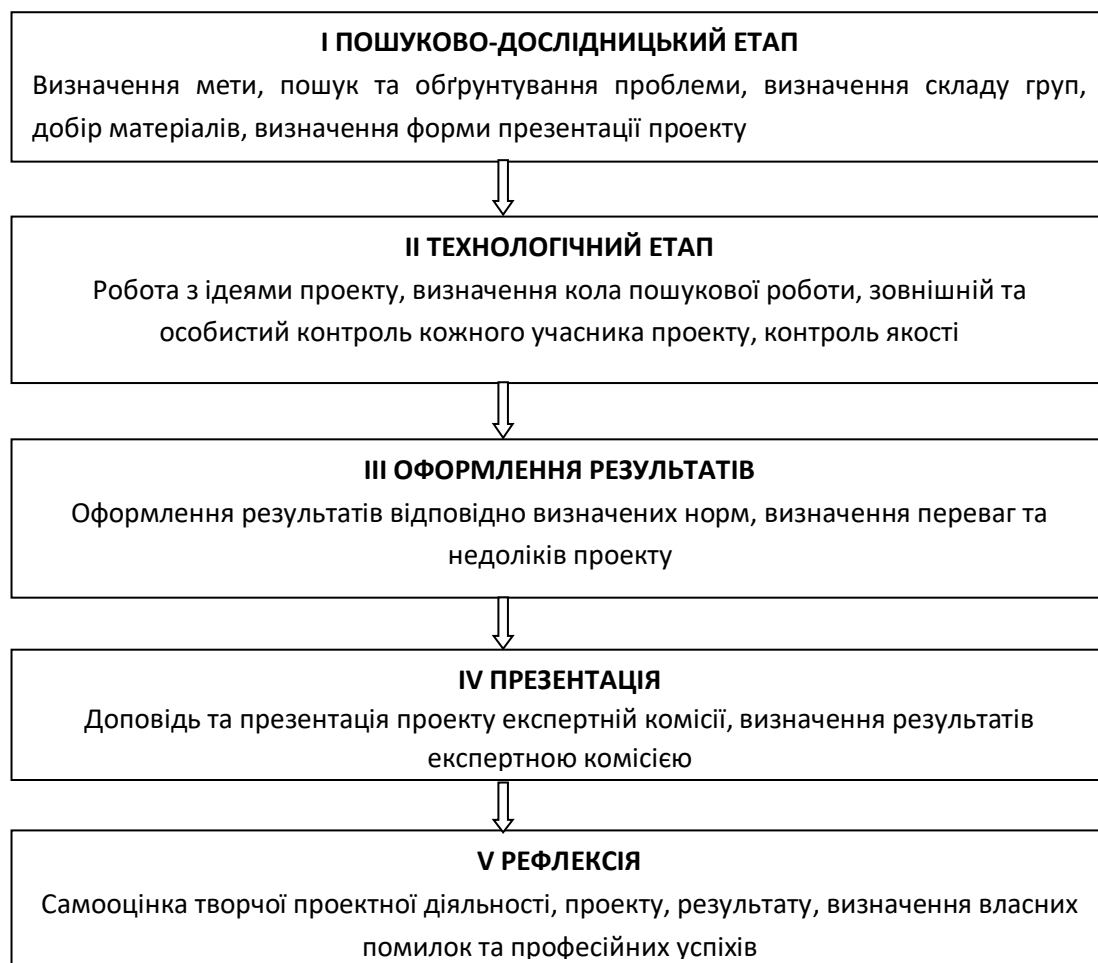 І ПОШУКОВО-ДОСЛІДНИЦЬКИЙ ЕТАП
Визначення мети, пошук та обґрунтування проблеми, визначення складу груп,
добір матеріалів, визначення форми презентації проекту
ІІ ТЕХНОЛОГІЧНИЙ ЕТАП
Робота з ідеями проекту, визначення кола пошукової роботи, зовнішній та
особистий контроль кожного учасника проекту, контроль якості
ІІІ ОФОРМЛЕННЯ РЕЗУЛЬТАТІВ
Оформлення результатів відповідно визначених норм, визначення переваг та
недоліків проекту
IV ПРЕЗЕНТАЦІЯ
Доповідь та презентація проекту експертній комісії, визначення результатів
експертною комісією
V РЕФЛЕКСІЯ
Самооцінка творчої проектної діяльності, проекту, результату, визначення власних
помилок та професійних успіхів